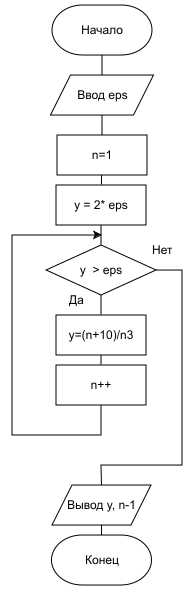 Начало
Ввод eps
n=1
y = 2* eps
y > eps
Нет
Да
y=(n+10)/n3
n++
Вывод y, n-1
Конец